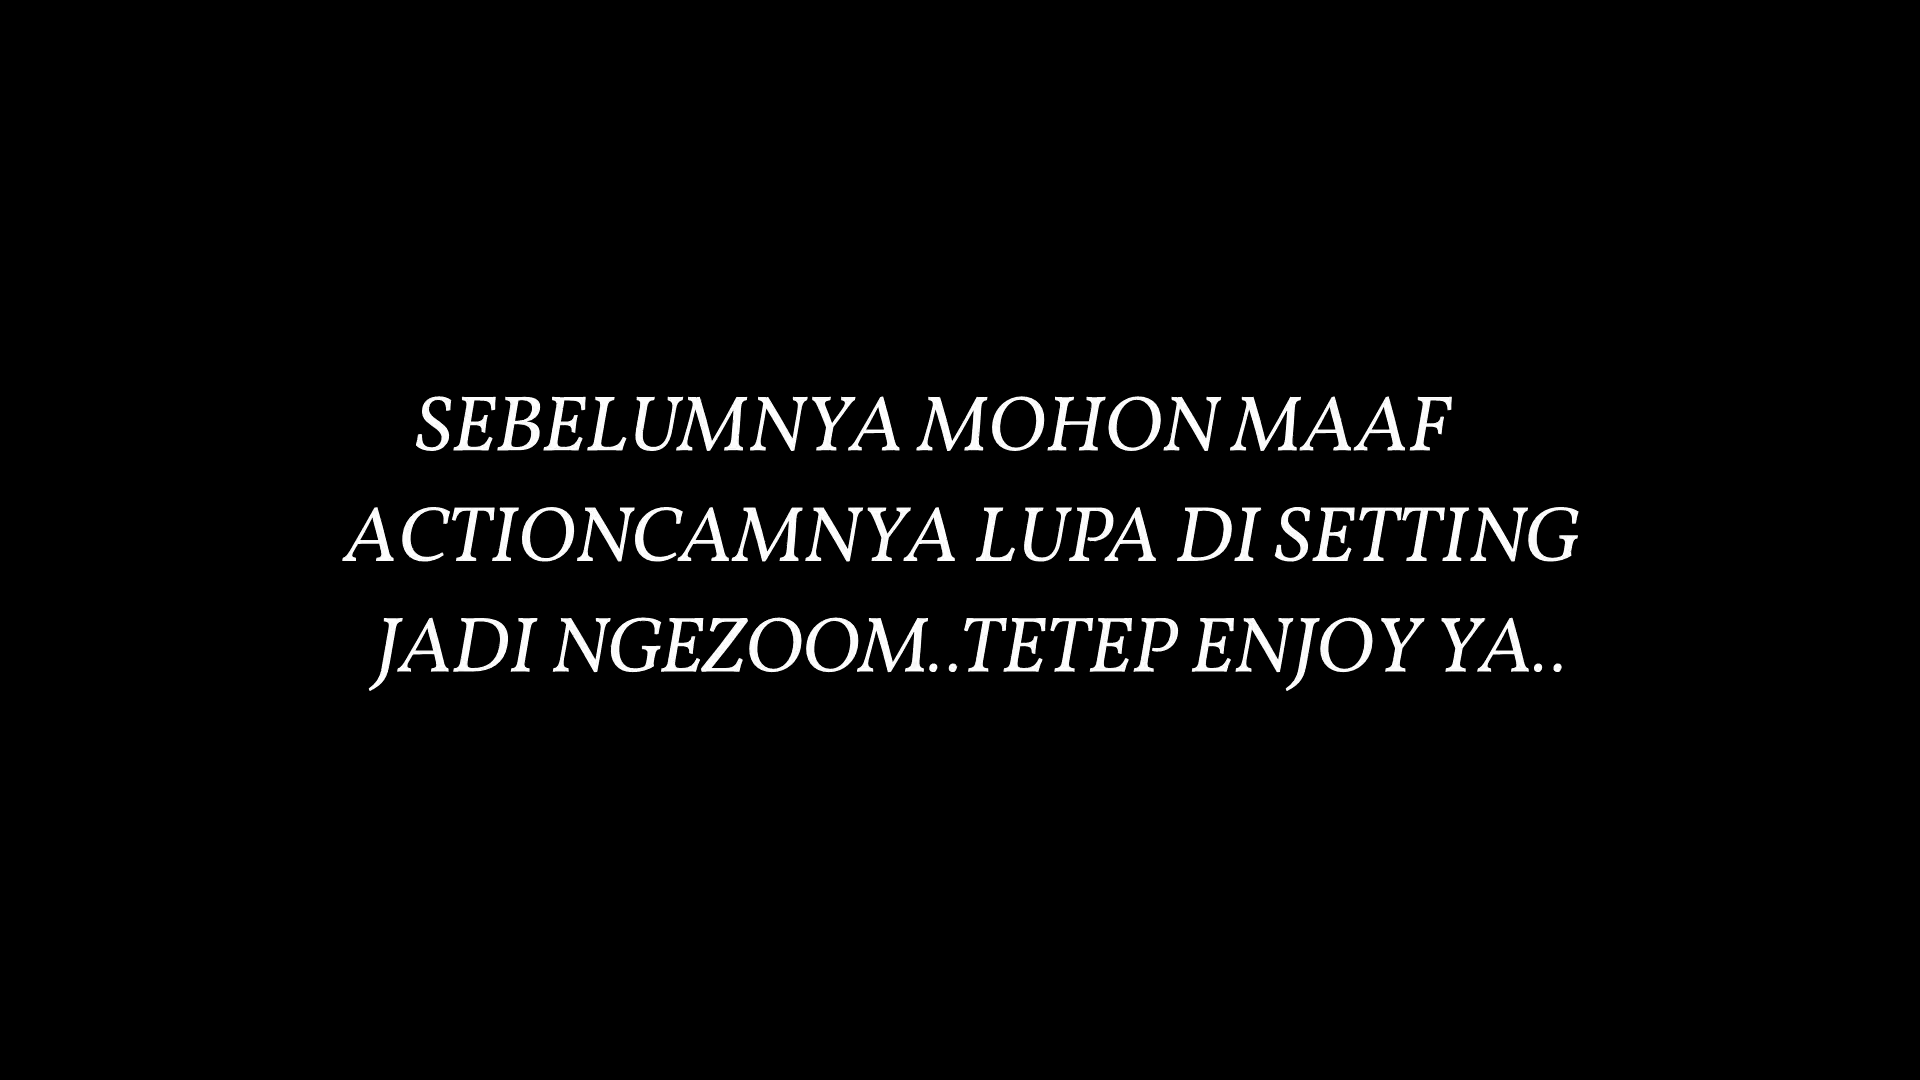 SEBELUMNYA MOHON MAAF
ACTIONCAMNYA LUPA DI SETTING
JADI NGEZOOM..TETEP ENJOY YA..